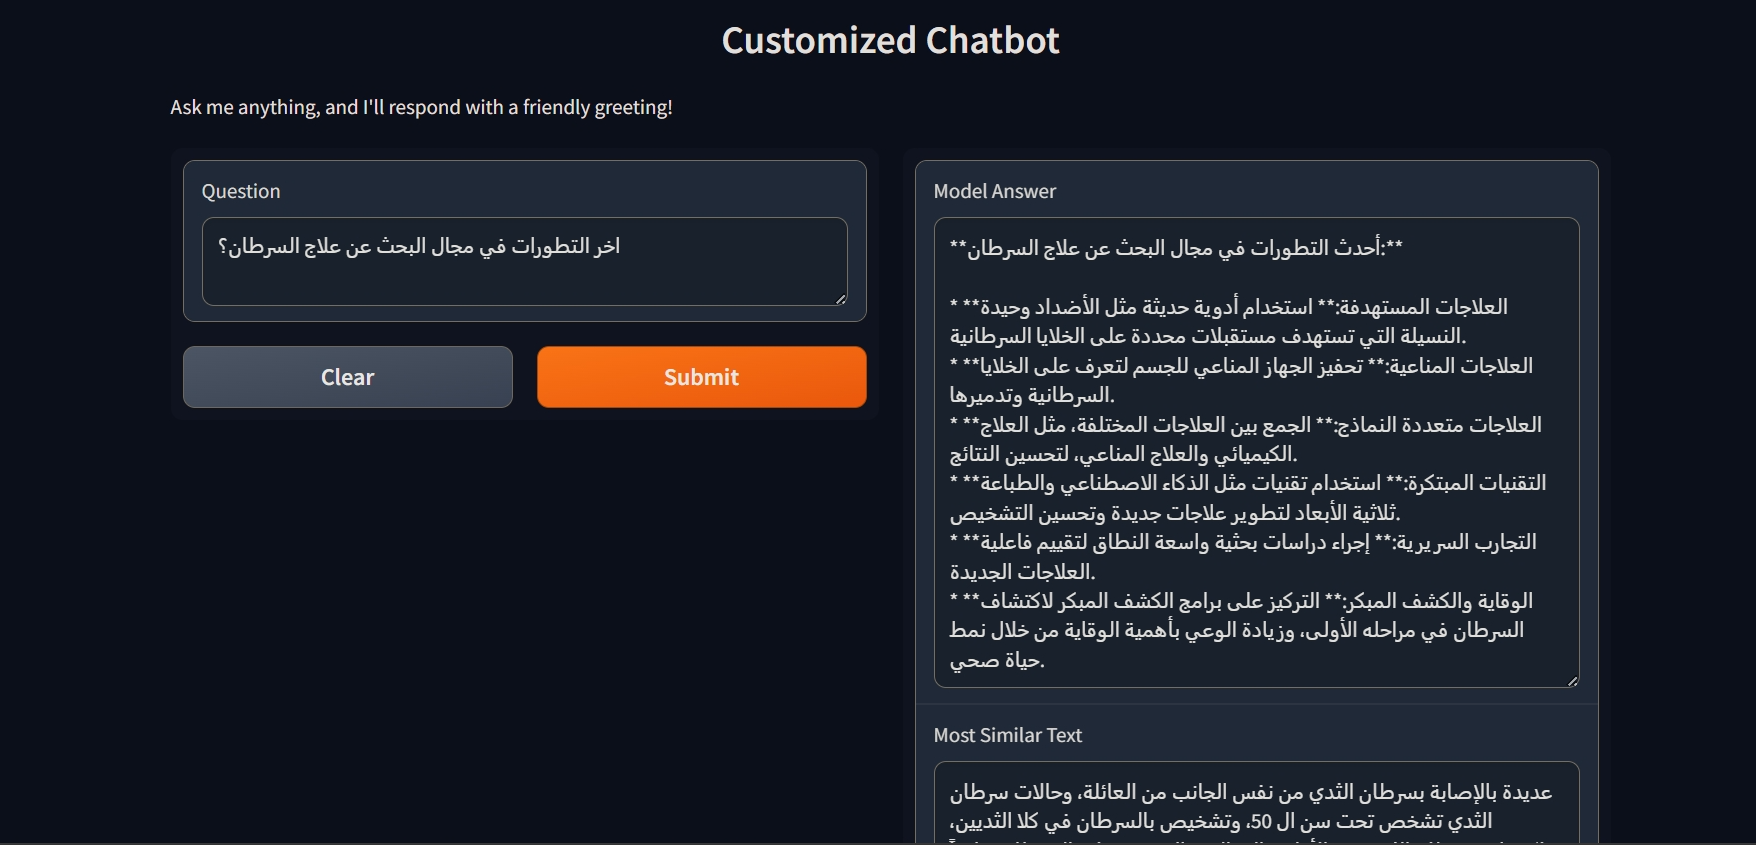 Customized Chatbot
Ask me anything, and I'll respond with a friendly greeting!
Question
اخر التطورات في مجال البحث عن علاج السرطان؟
Clear
Submit
Model Answer
**أحدث التطورات في مجال البحث عن علاج السرطان:**
* **العلاجات المستهدفة:** استخدام أدوية حديثة مثل الأضداد وحيدة
النسيلة التي تستهدف مستقبلات محددة على الخلايا السرطانية.
* **العلاجات المناعية:** تحفيز الجهاز المناعي للجسم لتعرف على الخلايا
السرطانية وتدميرها.
* **العلاجات متعددة النماذج:** الجمع بين العلاجات المختلفة، مثل العلاج
الكيميائي والعلاج المناعي، لتحسين النتائج.
* **التقنيات المبتكرة:** استخدام تقنيات مثل الذكاء الاصطناعي والطباعة
ثلاثية الأبعاد لتطوير علاجات جديدة وتحسين التشخيص.
* **التجارب السريرية:** إجراء دراسات بحثية واسعة النطاق لتقييم فاعلية
العلاجات الجديدة.
* **الوقاية والكشف المبكر:** التركيز على برامج الكشف المبكر لاكتشاف
السرطان في مراحله الأولى، وزيادة الوعي بأهمية الوقاية من خلال نمط
حياة صحي.
Most Similar Text
عديدة بالإصابة بسرطان الثدي من نفس الجانب من العائلة، وحالات سرطان
الثدي تشخص تحت سن ال 50، وتشخيص بالسرطان في كلا الثديين،